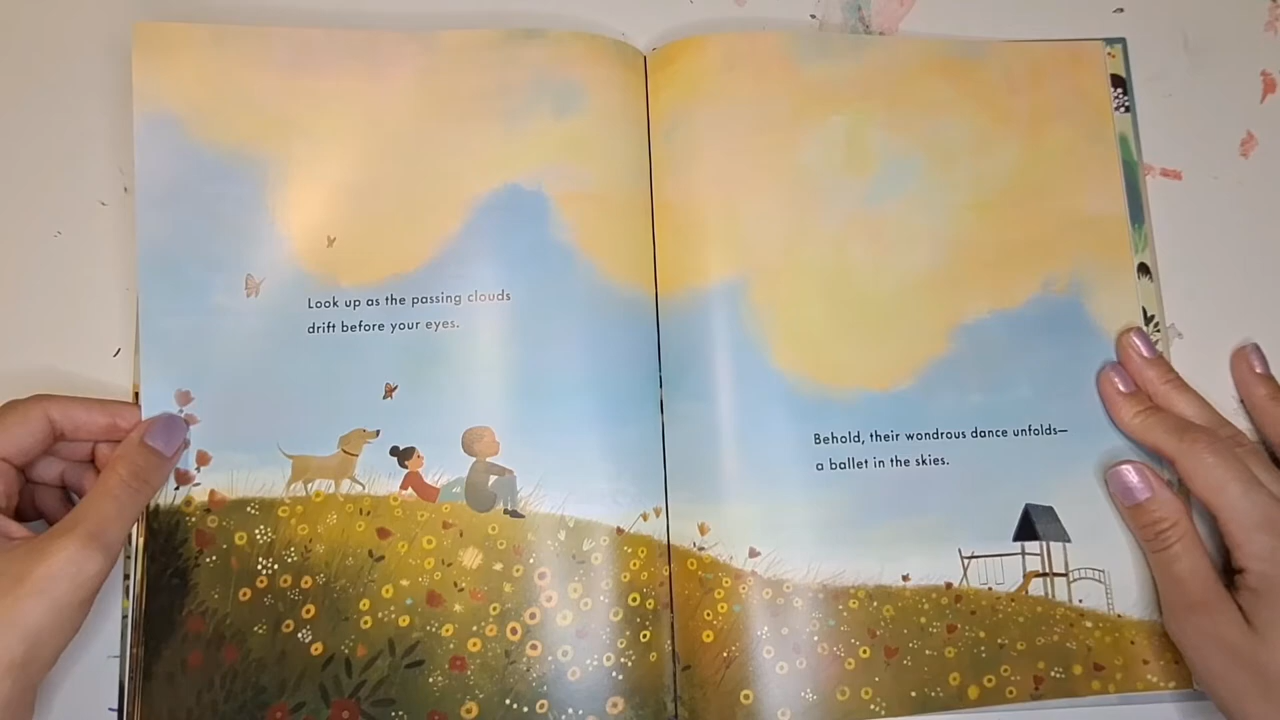 Look up as the passing clouds
drift before your eyes.
Behold, their wondrous dance unfolds—
a ballet in the skies.